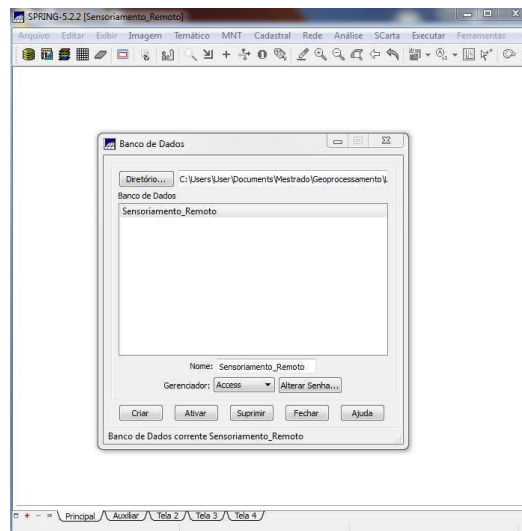 SPRING-5.2.2 [Sensoriamento_Remoto]
Arquivo Editar Exibir Imagem Temático MNT Cadastral Rede Análise SCarta Executar Ferramentas
Banco de Dados
Diretório... C:\Users\User\Documents\Mestrado\Geoprocessamento\L
Banco de Dados
Sensoriamento_Remoto
Nome: Sensoriamento_Remoto
Gerenciador: Access Alterar Senha...
Criar Ativar Suprimir Fechar Ajuda
Banco de Dados corrente Sensoriamento_Remoto
Principal Auxiliar Tela 2 Tela 3 Tela 4